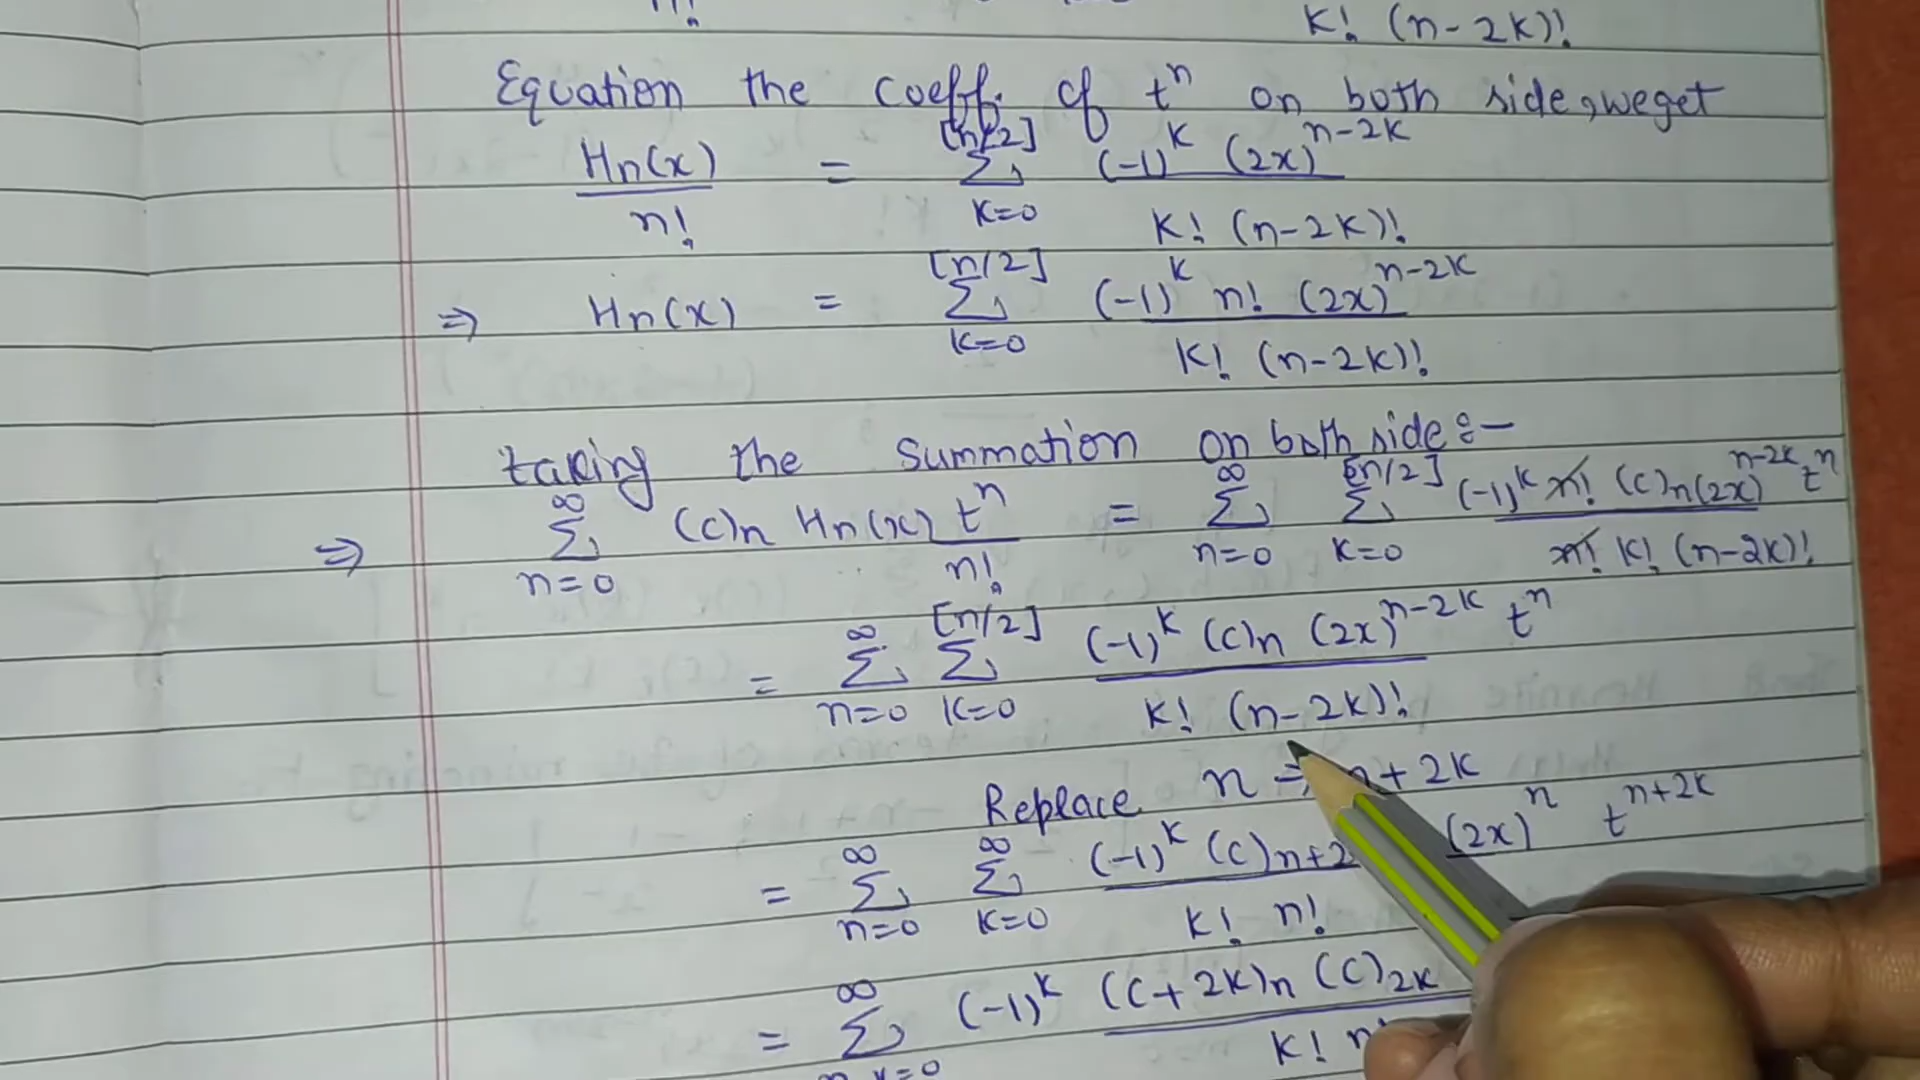 n! K! (n-2K)!
Equation the coeff. of t^n on both side, we get
Hn(x)/n! = Σ_{K=0}^{[n/2]} (-1)^K (2x)^{n-2K} / K! (n-2K)!
⇒ Hn(x) = Σ_{K=0}^{[n/2]} (-1)^K n! (2x)^{n-2K} / K! (n-2K)!
taking the Summation on both side:-
⇒ Σ_{n=0}^{∞} (C)n Hn(x) t^n / n! = Σ_{n=0}^{∞} Σ_{K=0}^{[n/2]} (-1)^K n! (C)n (2x)^{n-2K} t^n / n! K! (n-2K)!
= Σ_{n=0}^{∞} Σ_{K=0}^{[n/2]} (-1)^K (C)n (2x)^{n-2K} t^n / K! (n-2K)!
Replace n + 2K
= Σ_{n=0}^{∞} Σ_{K=0}^{∞} (-1)^K (C)n+2 (2x)^n t^{n+2K} / K! n!
= Σ^{∞} (-1)^K (C+2K)n (C)2K / K! n